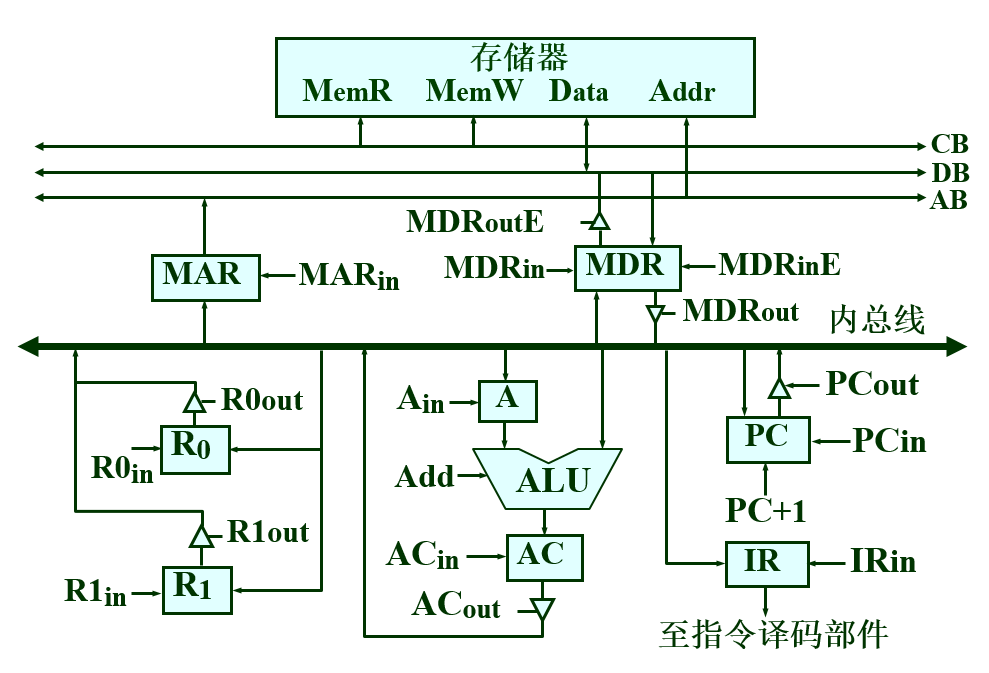 存储器
MemR MemW Data Addr
CB
DB
AB
MDRoutE
MAR
MARin
MDRin
MDR
MDRinE
MDRout
内总线
R0out
R0in
R0
Ain
A
PCout
PC
PCin
PC+1
Add
ALU
R1out
R1in
R1
ACin
AC
ACout
IR
IRin
至指令译码部件